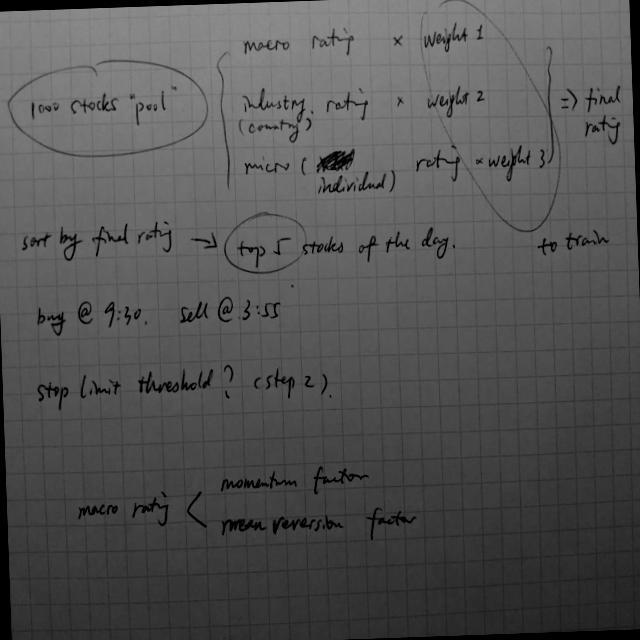 macro rating × weight 1
1000 stocks "pool"
industry rating × weight 2 => final
(country) rating
micro ( individual) rating × weight 3
sort by final rating → top 5 stocks of the day. to train
buy @ 9:30. sell @ 3:55
stop limit threshold? (step 2).
momentum factor
macro rating <
mean reversion factor